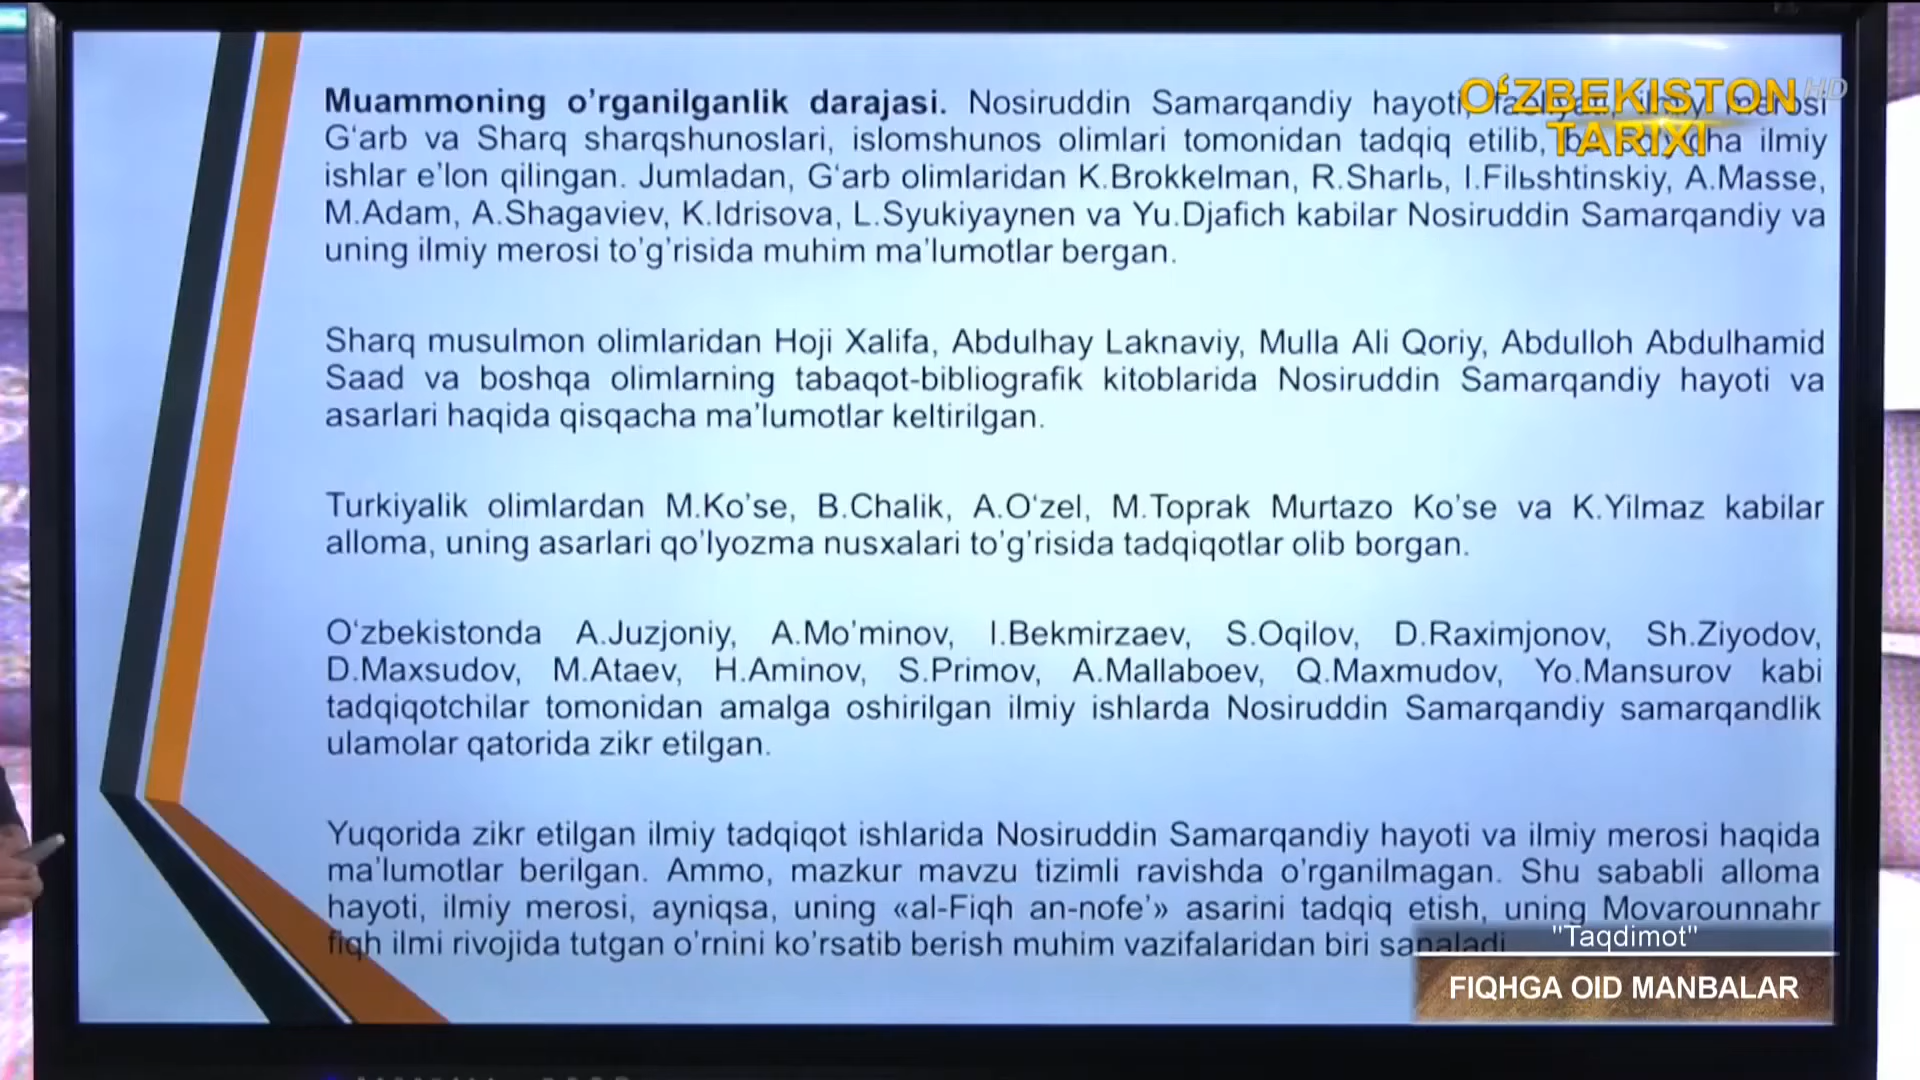 O‘ZBEKISTON HD
TARIXI
Muammoning o’rganilganlik darajasi. Nosiruddin Samarqandiy hayoti, faoliyati, ilmiy merosi
G‘arb va Sharq sharqshunoslari, islomshunos olimlari tomonidan tadqiq etilib, ilmiy
ishlar e’lon qilingan. Jumladan, G‘arb olimlaridan K.Brokkelman, R.Sharlь, I.Filьshtinskiy, A.Masse,
M.Adam, A.Shagaviev, K.Idrisova, L.Syukiyaynen va Yu.Djafich kabilar Nosiruddin Samarqandiy va
uning ilmiy merosi to’g’risida muhim ma’lumotlar bergan.
Sharq musulmon olimlaridan Hoji Xalifa, Abdulhay Laknaviy, Mulla Ali Qoriy, Abdulloh Abdulhamid
Saad va boshqa olimlarning tabaqot-bibliografik kitoblarida Nosiruddin Samarqandiy hayoti va
asarlari haqida qisqacha ma’lumotlar keltirilgan.
Turkiyalik olimlardan M.Ko’se, B.Chalik, A.O‘zel, M.Toprak Murtazo Ko’se va K.Yilmaz kabilar
alloma, uning asarlari qo’lyozma nusxalari to’g’risida tadqiqotlar olib borgan.
O‘zbekistonda A.Juzjoniy, A.Mo’minov, I.Bekmirzaev, S.Oqilov, D.Raximjonov, Sh.Ziyodov,
D.Maxsudov, M.Ataev, H.Aminov, S.Primov, A.Mallaboev, Q.Maxmudov, Yo.Mansurov kabi
tadqiqotchilar tomonidan amalga oshirilgan ilmiy ishlarda Nosiruddin Samarqandiy samarqandlik
ulamolar qatorida zikr etilgan.
Yuqorida zikr etilgan ilmiy tadqiqot ishlarida Nosiruddin Samarqandiy hayoti va ilmiy merosi haqida
ma’lumotlar berilgan. Ammo, mazkur mavzu tizimli ravishda o’rganilmagan. Shu sababli alloma
hayoti, ilmiy merosi, ayniqsa, uning «al-Fiqh an-nofe’» asarini tadqiq etish, uning Movarounnahr
fiqh ilmi rivojida tutgan o’rnini ko’rsatib berish muhim vazifalaridan biri sanaladi
"Taqdimot"
FIQHGA OID MANBALAR